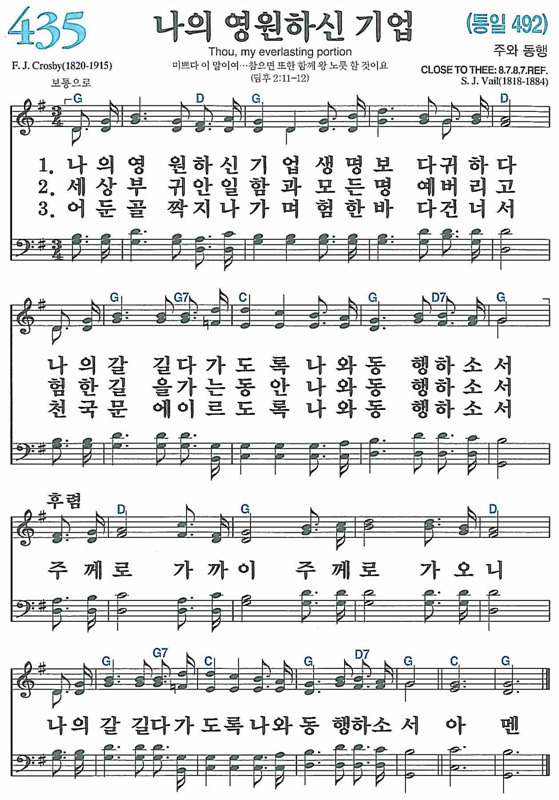 435
나의 영원하신 기업
(통일 492)
Thou, my everlasting portion
주와 동행
F. J. Crosby(1820-1915)
미쁘다 이 말이여…참으면 또한 함께 왕 노릇 할 것이요
(딤후 2:11-12)
CLOSE TO THEE: 8.7.8.7.REF.
S. J. Vail(1818-1884)
보통으로
G D G D
3/4
1. 나의영 원하신기업생명보 다귀하다
2. 세상부 귀안일함과모든명 예버리고
3. 어둔골 짝지나가며험한바 다건너서
3/4
G G7 C G D7 G
나의갈 길다가도록나와동 행하소서
험한길 을가는동안나와동 행하소서
천국문 에이르도록나와동 행하소서
후렴
D G D
주께로 가까이 주께로 가오니
G G7 C G D7 G C G
나의갈 길다가도록나와동 행하소서 아 멘